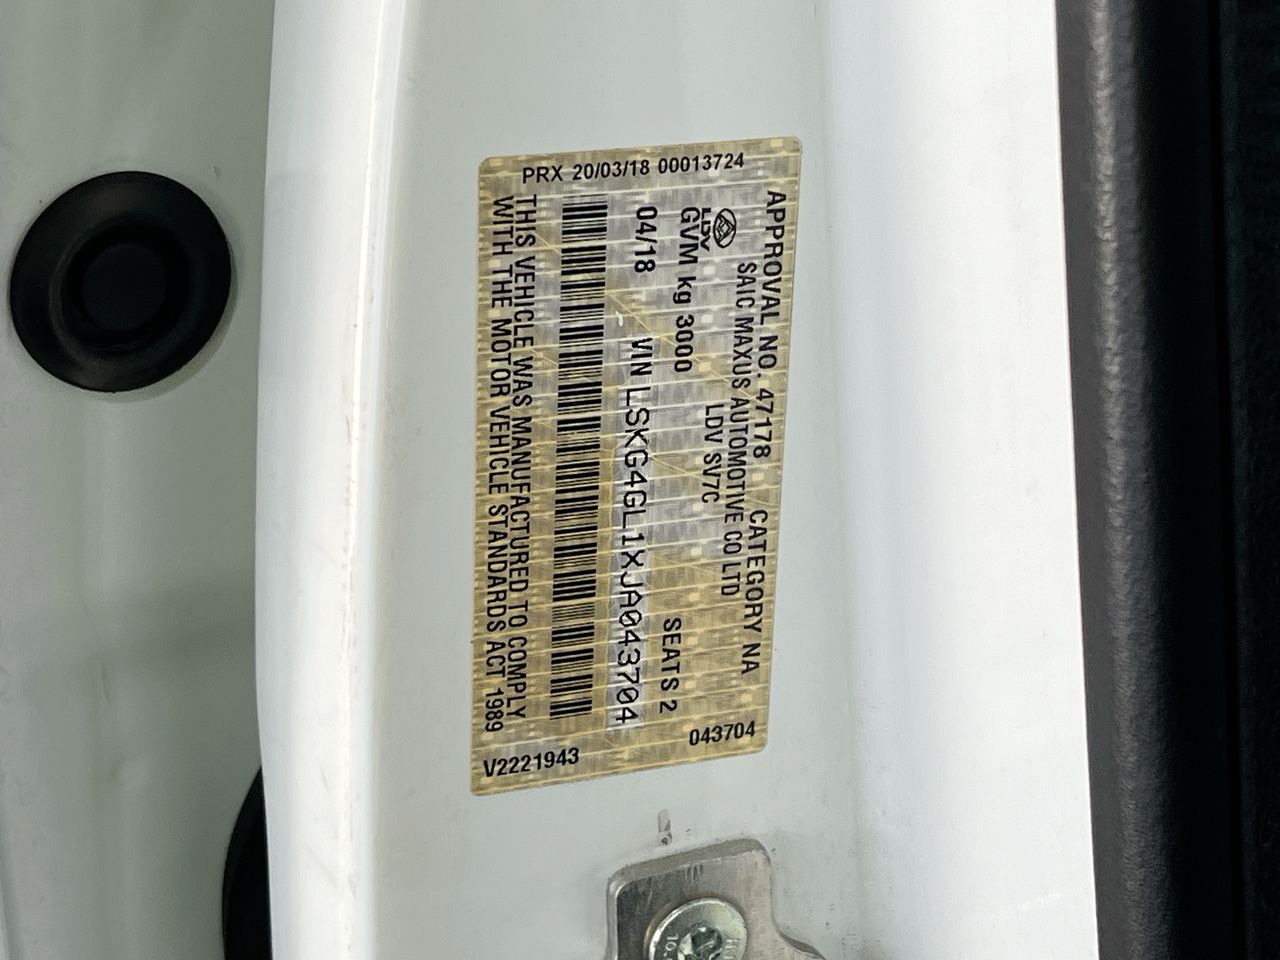 PRX 20/03/18 00013724
APPROVAL NO. 47178 CATEGORY NA
SAIC MAXUS AUTOMOTIVE CO LTD
LDV
LDV SV7C
GVM kg 3000
SEATS 2
04/18 VIN LSKG4GL1XJA043704
THIS VEHICLE WAS MANUFACTURED TO COMPLY
WITH THE MOTOR VEHICLE STANDARDS ACT 1989
V2221943
043704